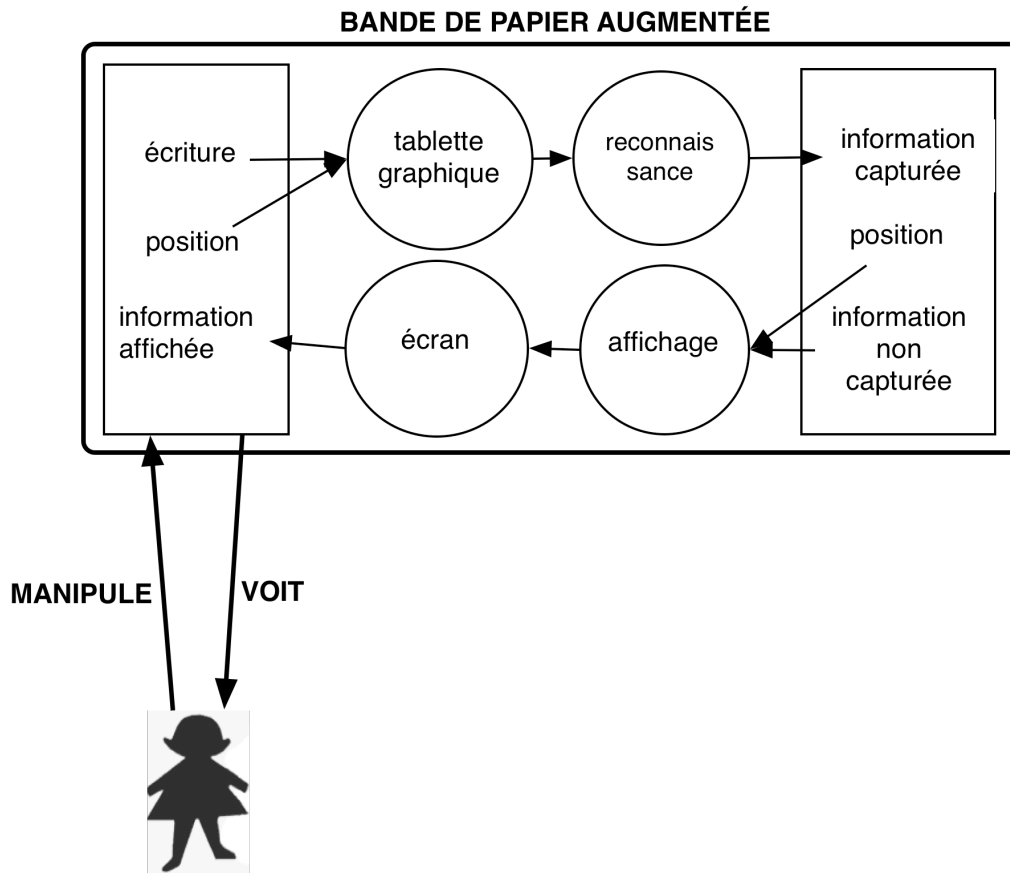 BANDE DE PAPIER AUGMENTÉE
écriture
position
information
affichée
tablette
graphique
reconnais
sance
information
capturée
position
information
non
capturée
écran
affichage
MANIPULE
VOIT